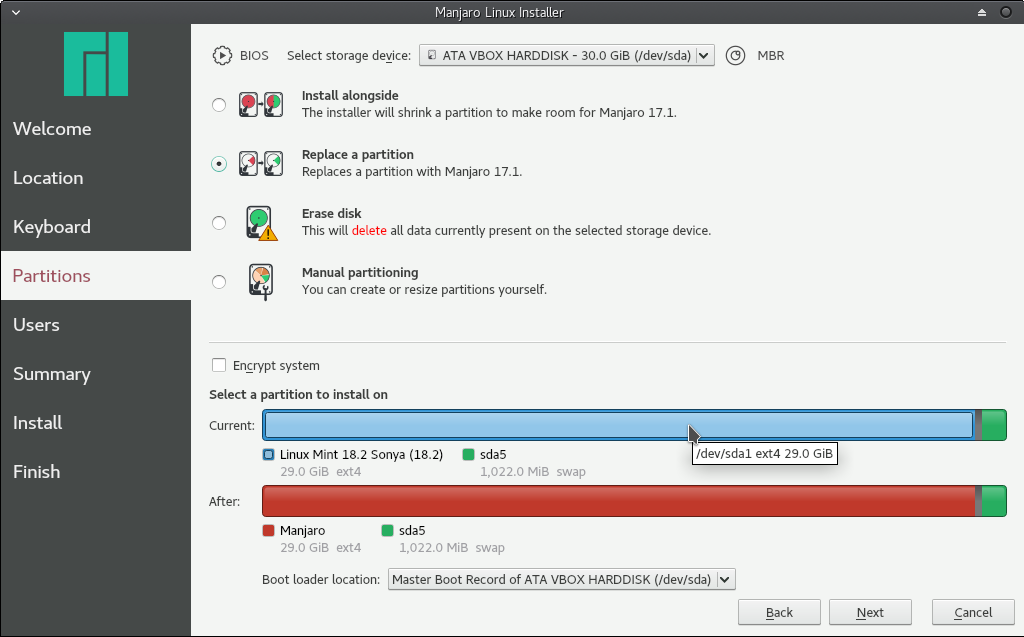 Manjaro Linux Installer
BIOS Select storage device: ATA VBOX HARDDISK - 30.0 GiB (/dev/sda) MBR
Welcome
Location
Keyboard
Partitions
Users
Summary
Install
Finish
Install alongside
The installer will shrink a partition to make room for Manjaro 17.1.
Replace a partition
Replaces a partition with Manjaro 17.1.
Erase disk
This will delete all data currently present on the selected storage device.
Manual partitioning
You can create or resize partitions yourself.
Encrypt system
Select a partition to install on
Current:
Linux Mint 18.2 Sonya (18.2) sda5
29.0 GiB ext4 1,022.0 MiB swap
/dev/sda1 ext4 29.0 GiB
After:
Manjaro sda5
29.0 GiB ext4 1,022.0 MiB swap
Boot loader location: Master Boot Record of ATA VBOX HARDDISK (/dev/sda)
Back Next Cancel